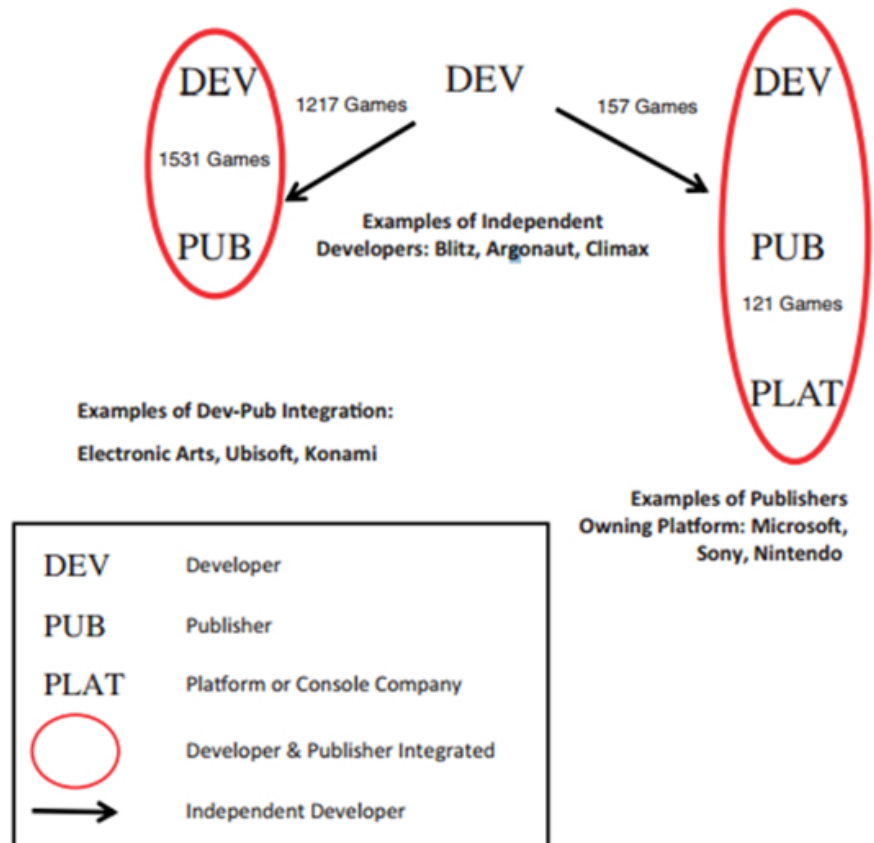 DEV
1217 Games
DEV
157 Games
DEV
1531 Games
PUB
Examples of Independent
Developers: Blitz, Argonaut, Climax
PUB
121 Games
PLAT
Examples of Dev-Pub Integration:
Electronic Arts, Ubisoft, Konami
Examples of Publishers
Owning Platform: Microsoft,
Sony, Nintendo
DEV Developer
PUB Publisher
PLAT Platform or Console Company
Developer & Publisher Integrated
Independent Developer